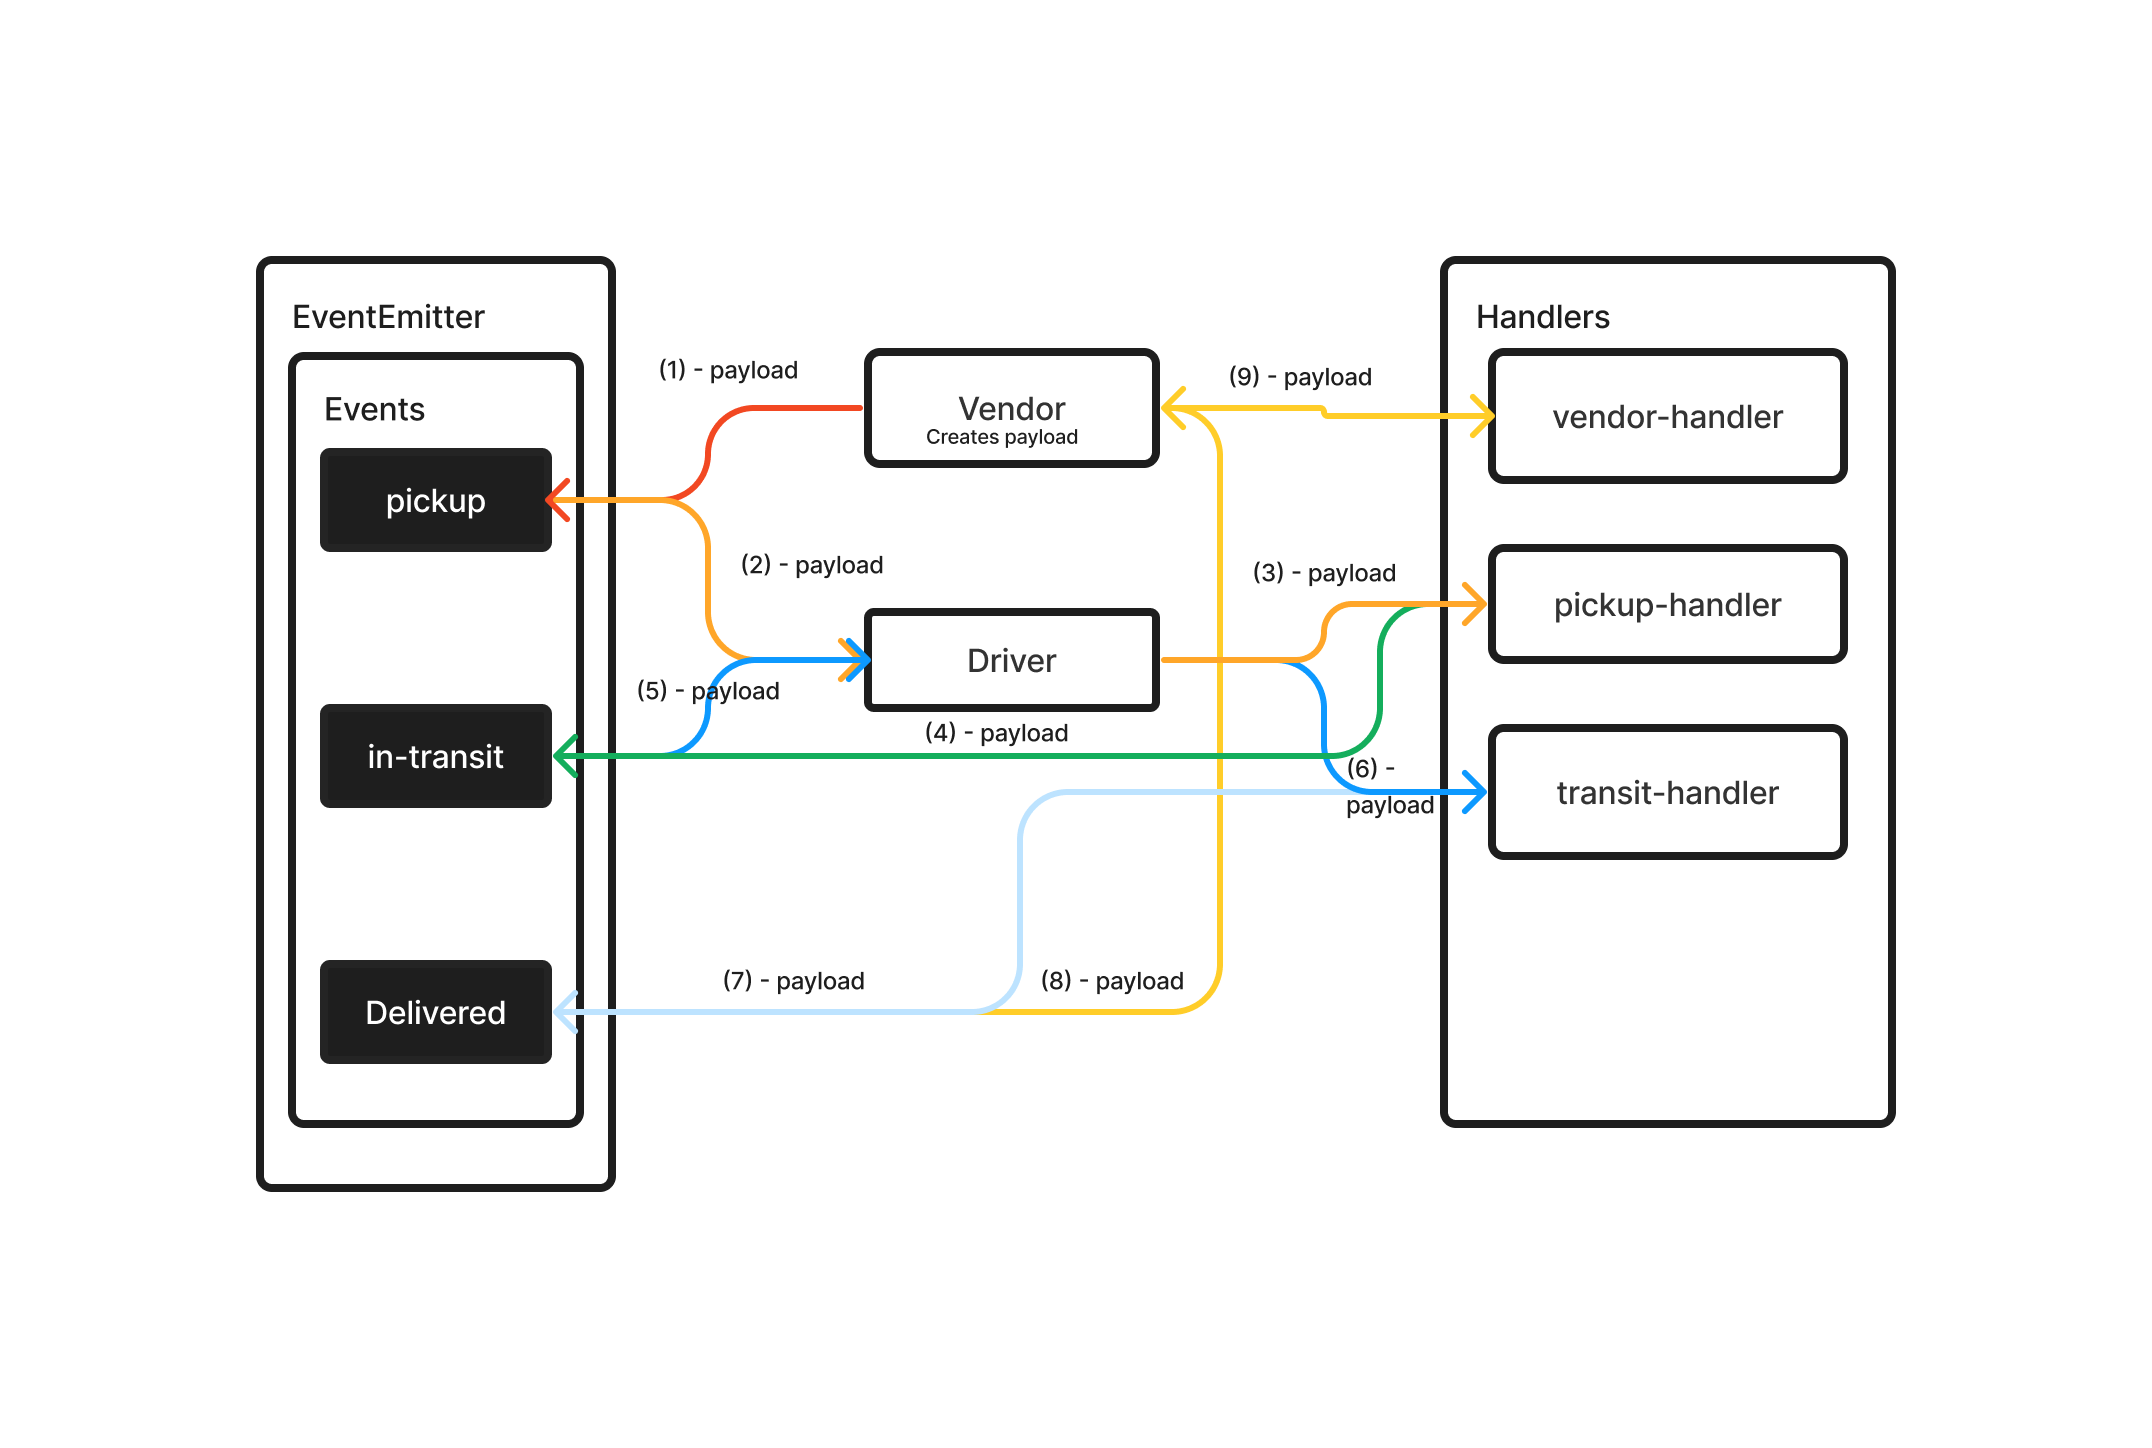 EventEmitter
Events
pickup
in-transit
Delivered
(1) - payload
(2) - payload
(5) - payload
(4) - payload
(7) - payload
(8) - payload
Vendor
Creates payload
Driver
(9) - payload
(3) - payload
(6) -
payload
Handlers
vendor-handler
pickup-handler
transit-handler